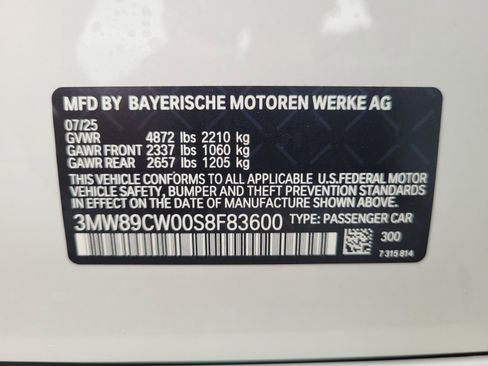 MFD BY BAYERISCHE MOTOREN WERKE AG
07/25
GVWR 4872 lbs 2210 kg
GAWR FRONT 2337 lbs 1060 kg
GAWR REAR 2657 lbs 1205 kg
THIS VEHICLE CONFORMS TO ALL APPLICABLE U.S.FEDERAL MOTOR
VEHICLE SAFETY, BUMPER AND THEFT PREVENTION STANDARDS
IN EFFECT ON THE DATE OF MANUFACTURE SHOWN ABOVE.
3MW89CW00S8F83600 TYPE: PASSENGER CAR
300
7 315 814